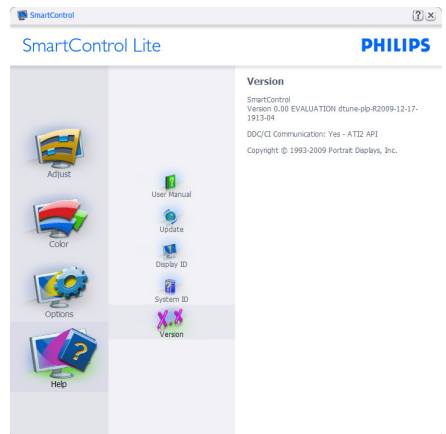 SmartControl
SmartControl Lite
PHILIPS
Adjust
Color
Options
Help
User Manual
Update
Display ID
System ID
X.X
Version
Version
SmartControl
Version 0.00 EVALUATION dtune-plp-R2009-12-17-
1913-04
DDC/CI Communication: Yes - ATI2 API
Copyright © 1993-2009 Portrait Displays, Inc.